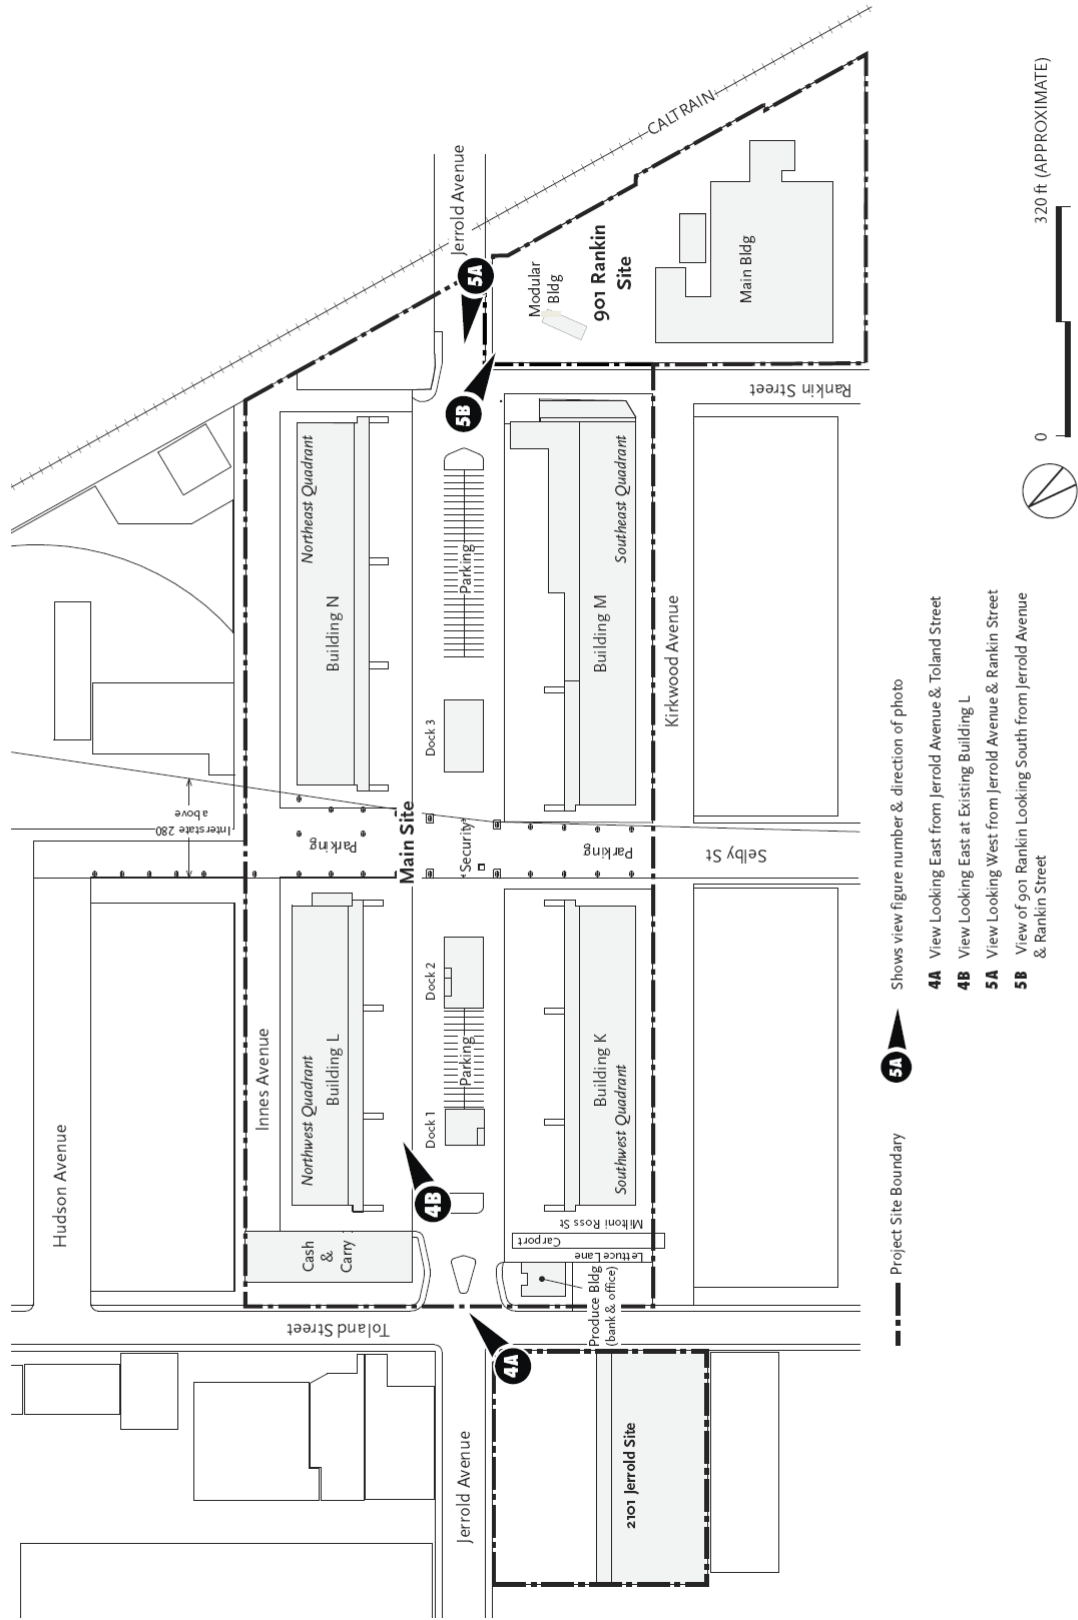 CALTRAIN
Jerrold Avenue
5A
Modular
Bldg
901 Rankin
Site
Main Bldg
5B
Rankin Street
Northeast Quadrant
Building N
Parking
Southeast Quadrant
Building M
Kirkwood Avenue
Dock 3
Interstate 280
above
Parking
Main Site
Security
Parking
Selby St
Hudson Avenue
Innes Avenue
Northwest Quadrant
Building L
Dock 2
Parking
Dock 1
Building K
Southwest Quadrant
4B
Cash
&
Carry
Miltoni Ross St
Carport
Lettuce Lane
Produce Bldg
(bank & office)
Toland Street
4A
Jerrold Avenue
2101 Jerrold Site
Project Site Boundary
5A
Shows view figure number & direction of photo
4A View Looking East from Jerrold Avenue & Toland Street
4B View Looking East at Existing Building L
5A View Looking West from Jerrold Avenue & Rankin Street
5B View of 901 Rankin Looking South from Jerrold Avenue
& Rankin Street
0
320 ft (APPROXIMATE)